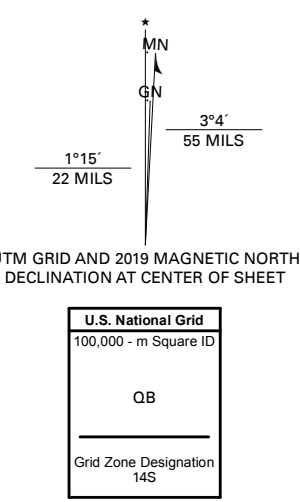 ★
MN
GN
3°4´
55 MILS
1°15´
22 MILS
UTM GRID AND 2019 MAGNETIC NORTH
DECLINATION AT CENTER OF SHEET
U.S. National Grid
100,000 - m Square ID
QB
Grid Zone Designation
14S